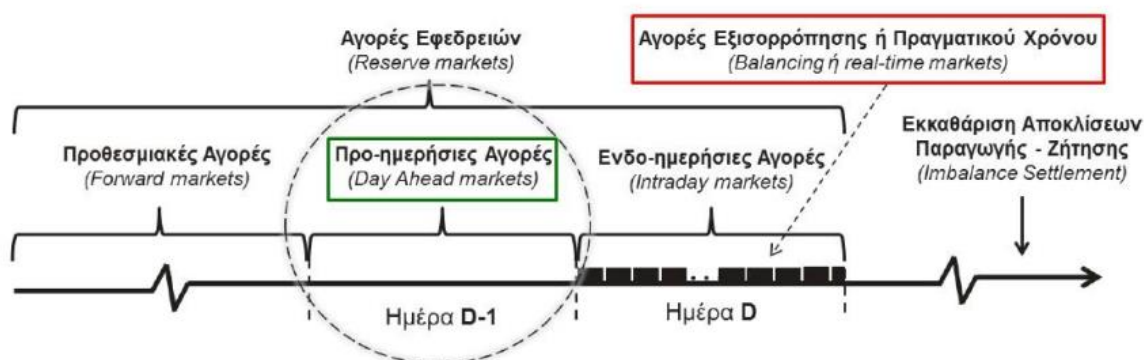 Αγορές Εφεδρειών
(Reserve markets)
Αγορές Εξισορρόπησης ή Πραγματικού Χρόνου
(Balancing ή real-time markets)
Προθεσμιακές Αγορές
(Forward markets)
Προ-ημερήσιες Αγορές
(Day Ahead markets)
Ενδο-ημερήσιες Αγορές
(Intraday markets)
Εκκαθάριση Αποκλίσεων
Παραγωγής - Ζήτησης
(Imbalance Settlement)
Ημέρα D-1
Ημέρα D